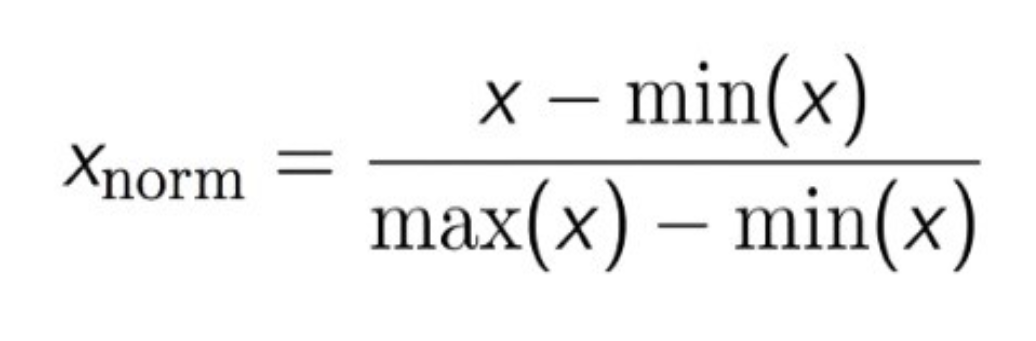 x_norm = (x − min(x)) / (max(x) − min(x))